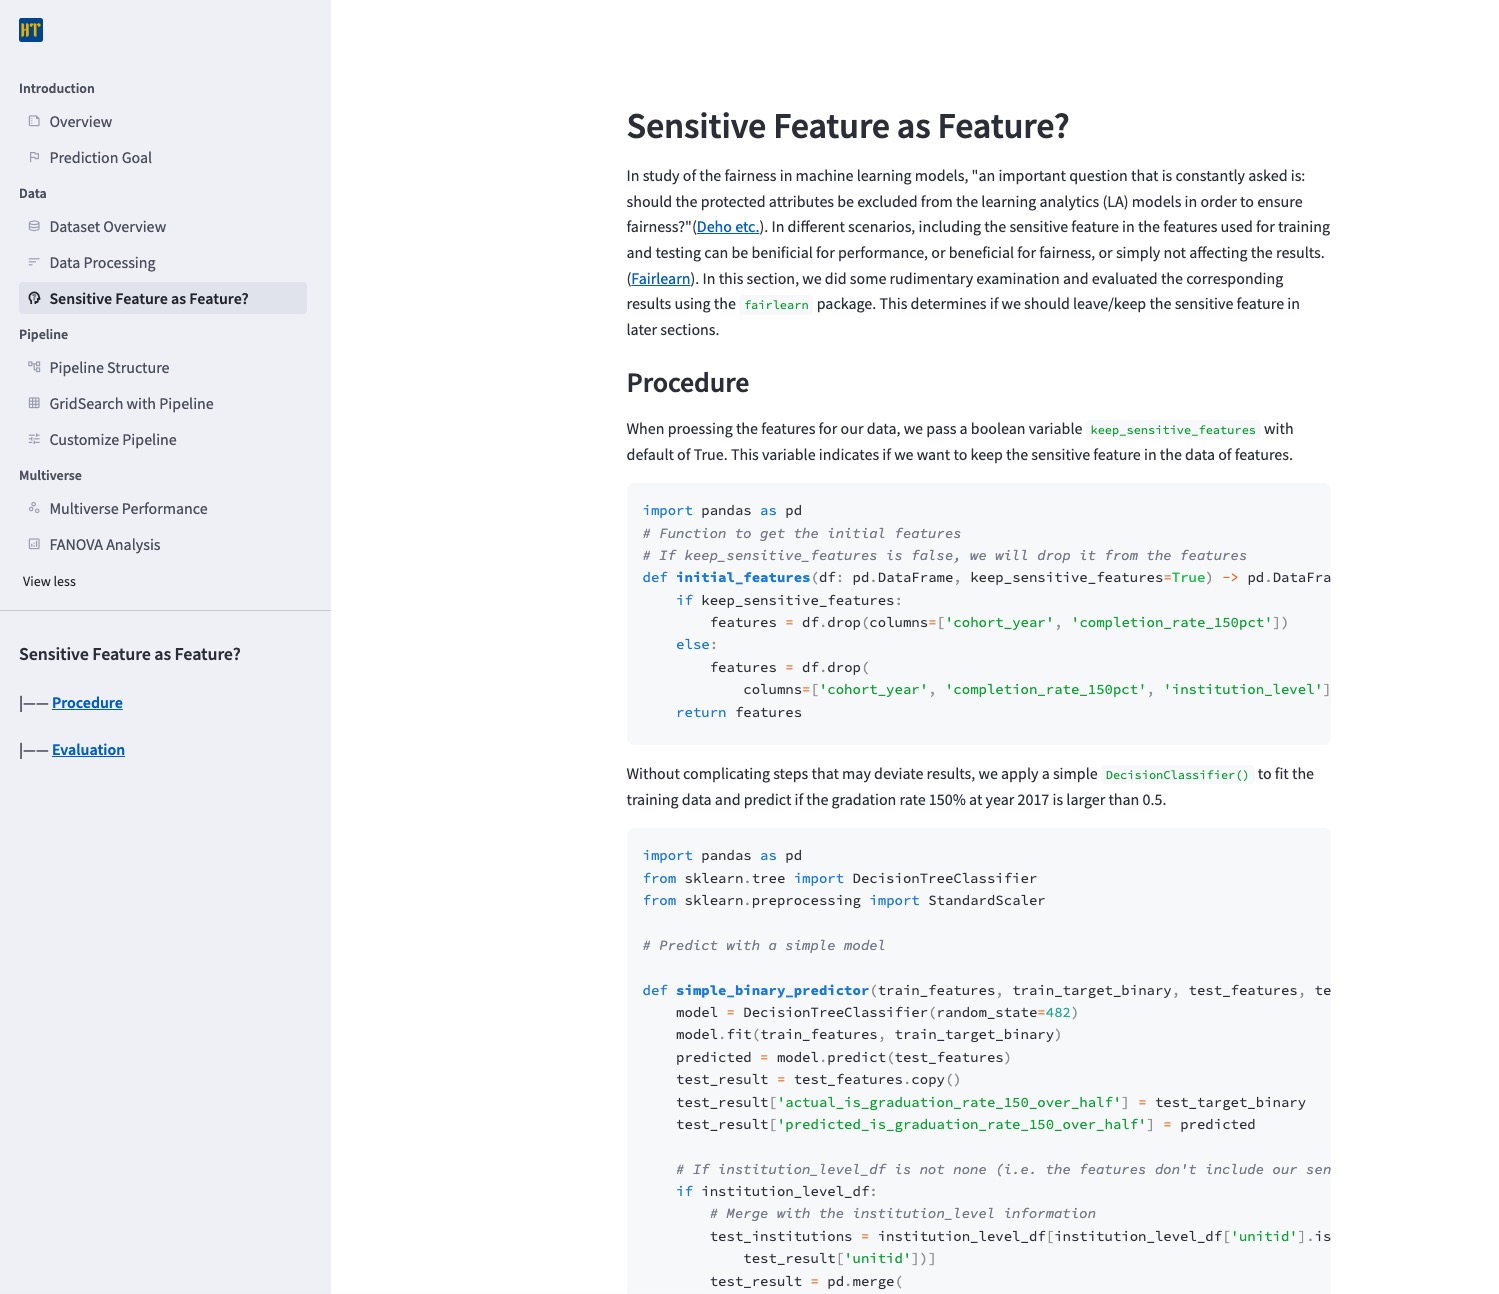 HT
Introduction
Overview
Prediction Goal
Data
Dataset Overview
Data Processing
Sensitive Feature as Feature?
Pipeline
Pipeline Structure
GridSearch with Pipeline
Customize Pipeline
Multiverse
Multiverse Performance
FANOVA Analysis
View less
Sensitive Feature as Feature?
|—— Procedure
|—— Evaluation
Sensitive Feature as Feature?
In study of the fairness in machine learning models, "an important question that is constantly asked is:
should the protected attributes be excluded from the learning analytics (LA) models in order to ensure
fairness?"(Deho etc.). In different scenarios, including the sensitive feature in the features used for training
and testing can be benificial for performance, or beneficial for fairness, or simply not affecting the results.
(Fairlearn). In this section, we did some rudimentary examination and evaluated the corresponding
results using the fairlearn package. This determines if we should leave/keep the sensitive feature in
later sections.
Procedure
When proessing the features for our data, we pass a boolean variable keep_sensitive_features with
default of True. This variable indicates if we want to keep the sensitive feature in the data of features.
import pandas as pd
# Function to get the initial features
# If keep_sensitive_features is false, we will drop it from the features
def initial_features(df: pd.DataFrame, keep_sensitive_features=True) -> pd.DataFra
    if keep_sensitive_features:
        features = df.drop(columns=['cohort_year', 'completion_rate_150pct'])
    else:
        features = df.drop(
            columns=['cohort_year', 'completion_rate_150pct', 'institution_level']
    return features
Without complicating steps that may deviate results, we apply a simple DecisionClassifier() to fit the
training data and predict if the gradation rate 150% at year 2017 is larger than 0.5.
import pandas as pd
from sklearn.tree import DecisionTreeClassifier
from sklearn.preprocessing import StandardScaler
# Predict with a simple model
def simple_binary_predictor(train_features, train_target_binary, test_features, te
    model = DecisionTreeClassifier(random_state=482)
    model.fit(train_features, train_target_binary)
    predicted = model.predict(test_features)
    test_result = test_features.copy()
    test_result['actual_is_graduation_rate_150_over_half'] = test_target_binary
    test_result['predicted_is_graduation_rate_150_over_half'] = predicted
    # If institution_level_df is not none (i.e. the features don't include our sen
    if institution_level_df:
        # Merge with the institution_level information
        test_institutions = institution_level_df[institution_level_df['unitid'].is
            test_result['unitid'])]
        test_result = pd.merge(